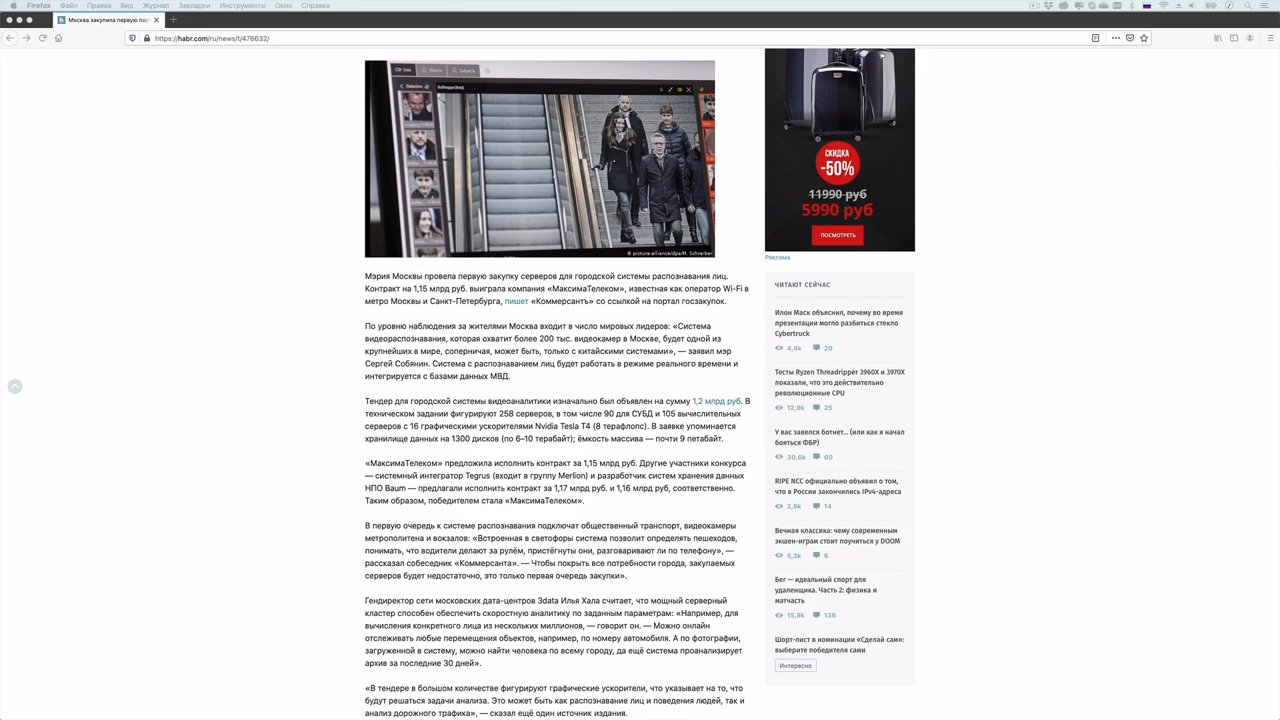 Firefox Файл Правка Вид Журнал Закладки Инструменты Окно Справка
Москва закупила первую пар
https://habr.com/ru/news/t/476632/
© picture-alliance/dpa/M. Schreiber
СКИДКА
-50%
11990 руб
5990 руб
ПОСМОТРЕТЬ
Реклама
Мэрия Москвы провела первую закупку серверов для городской системы распознавания лиц.
Контракт на 1,15 млрд руб. выиграла компания «МаксимаТелеком», известная как оператор Wi-Fi в
метро Москвы и Санкт-Петербурга, пишет «Коммерсантъ» со ссылкой на портал госзакупок.
По уровню наблюдения за жителями Москва входит в число мировых лидеров: «Система
видеораспознавания, которая охватит более 200 тыс. видеокамер в Москве, будет одной из
крупнейших в мире, соперничая, может быть, только с китайскими системами», — заявил мэр
Сергей Собянин. Система с распознаванием лиц будет работать в режиме реального времени и
интегрируется с базами данных МВД.
Тендер для городской системы видеоаналитики изначально был объявлен на сумму 1,2 млрд руб. В
техническом задании фигурируют 258 серверов, в том числе 90 для СУБД и 105 вычислительных
серверов с 16 графическими ускорителями Nvidia Tesla T4 (8 терафлопс). В заявке упоминается
хранилище данных на 1300 дисков (по 6–10 терабайт); ёмкость массива — почти 9 петабайт.
«МаксимаТелеком» предложила исполнить контракт за 1,15 млрд руб. Другие участники конкурса
— системный интегратор Tegrus (входит в группу Merlion) и разработчик систем хранения данных
НПО Baum — предлагали исполнить контракт за 1,17 млрд руб. и 1,16 млрд руб, соответственно.
Таким образом, победителем стала «МаксимаТелеком».
В первую очередь к системе распознавания подключат общественный транспорт, видеокамеры
метрополитена и вокзалов: «Встроенная в светофоры система позволит определять пешеходов,
понимать, что водители делают за рулём, пристёгнуты они, разговаривают ли по телефону», —
рассказал собеседник «Коммерсанта». — Чтобы покрыть все потребности города, закупаемых
серверов будет недостаточно, это только первая очередь закупки».
Гендиректор сети московских дата-центров 3data Илья Хала считает, что мощный серверный
кластер способен обеспечить скоростную аналитику по заданным параметрам: «Например, для
вычисления конкретного лица из нескольких миллионов, — говорит он. — Можно онлайн
отслеживать любые перемещения объектов, например, по номеру автомобиля. А по фотографии,
загруженной в систему, можно найти человека по всему городу, да ещё система проанализирует
архив за последние 30 дней».
«В тендере в большом количестве фигурируют графические ускорители, что указывает на то, что
будут решаться задачи анализа. Это может быть как распознавание лиц и поведения людей, так и
анализ дорожного трафика», — сказал ещё один источник издания.
ЧИТАЮТ СЕЙЧАС
Илон Маск объяснил, почему во время
презентации могло разбиться стекло
Cybertruck
4,4k 20
Тесты Ryzen Threadripper 3960X и 3970X
показали, что это действительно
революционные CPU
12,9k 25
У вас завелся ботнет... (или как я начал
бояться ФБР)
30,6k 60
RIPE NCC официально объявил о том,
что в России закончились IPv4-адреса
2,5k 14
Вечная классика: чему современным
экшен-играм стоит поучиться у DOOM
5,3k 6
Бег — идеальный спорт для
удаленщика. Часть 2: физика и
матчасть
15,9k 136
Шорт-лист в номинации «Сделай сам»:
выберите победителя сами
Интересно